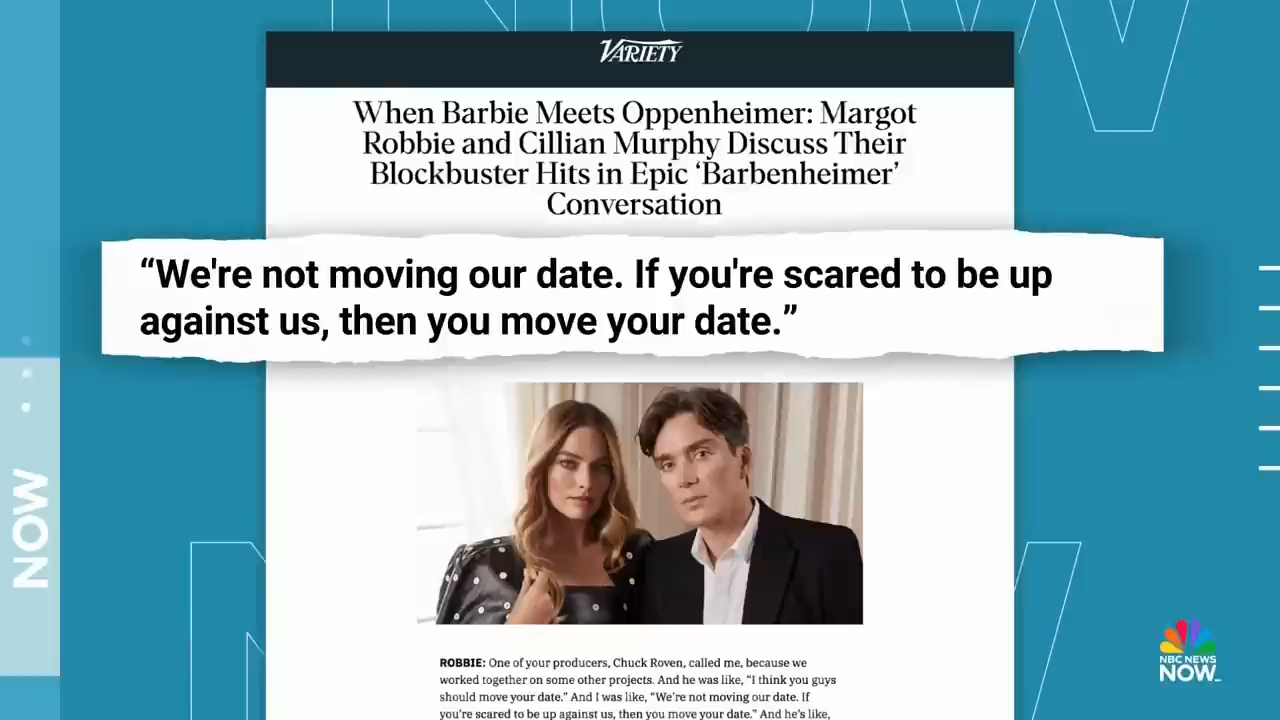 VARIETY
When Barbie Meets Oppenheimer: Margot
Robbie and Cillian Murphy Discuss Their
Blockbuster Hits in Epic ‘Barbenheimer’
Conversation
“We're not moving our date. If you're scared to be up
against us, then you move your date.”
ROBBIE: One of your producers, Chuck Roven, called me, because we
worked together on some other projects. And he was like, “I think you guys
should move your date.” And I was like, “We're not moving our date. If
you're scared to be up against us, then you move your date.” And he's like,
NOW
NBC NEWS
NOW